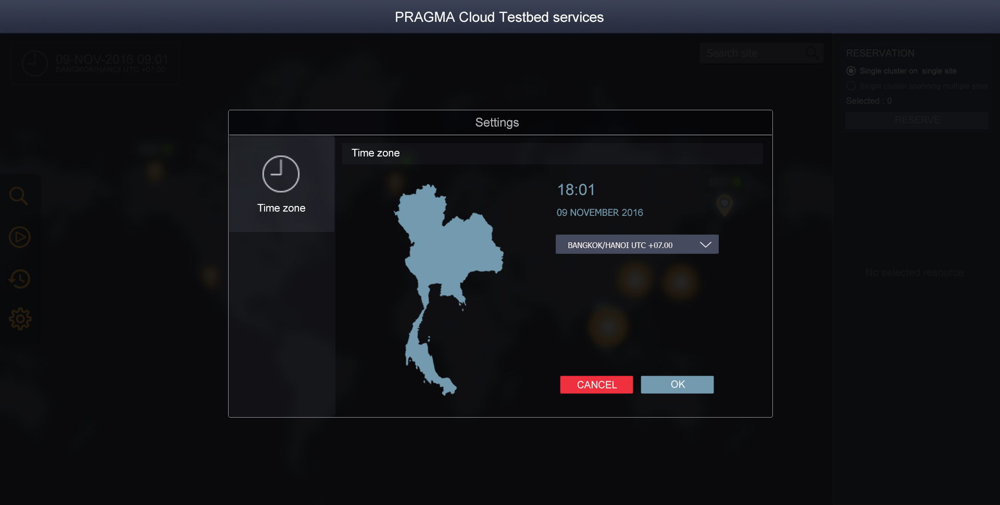 PRAGMA Cloud Testbed services
09-NOV-2016 09:01
BANGKOK/HANOI UTC +07:00
Search site
RESERVATION
Single cluster on single site
Single cluster spanning multiple sites
Selected : 0
RESERVE
No selected resource
Settings
Time zone
Time zone
18:01
09 NOVEMBER 2016
BANGKOK/HANOI UTC +07.00
CANCEL
OK